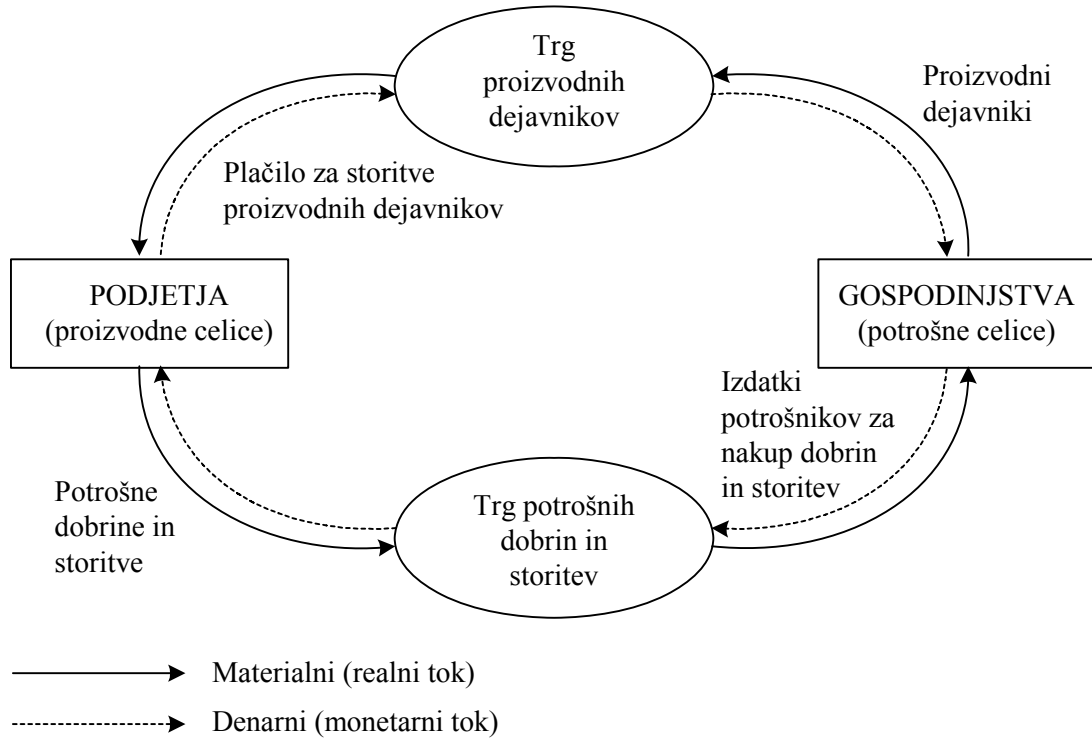 Trg
proizvodnih
dejavnikov
Proizvodni
dejavniki
Plačilo za storitve
proizvodnih dejavnikov
PODJETJA
(proizvodne celice)
GOSPODINJSTVA
(potrošne celice)
Izdatki
potrošnikov za
nakup dobrin
in storitev
Potrošne
dobrine in
storitve
Trg potrošnih
dobrin in
storitev
Materialni (realni tok)
Denarni (monetarni tok)